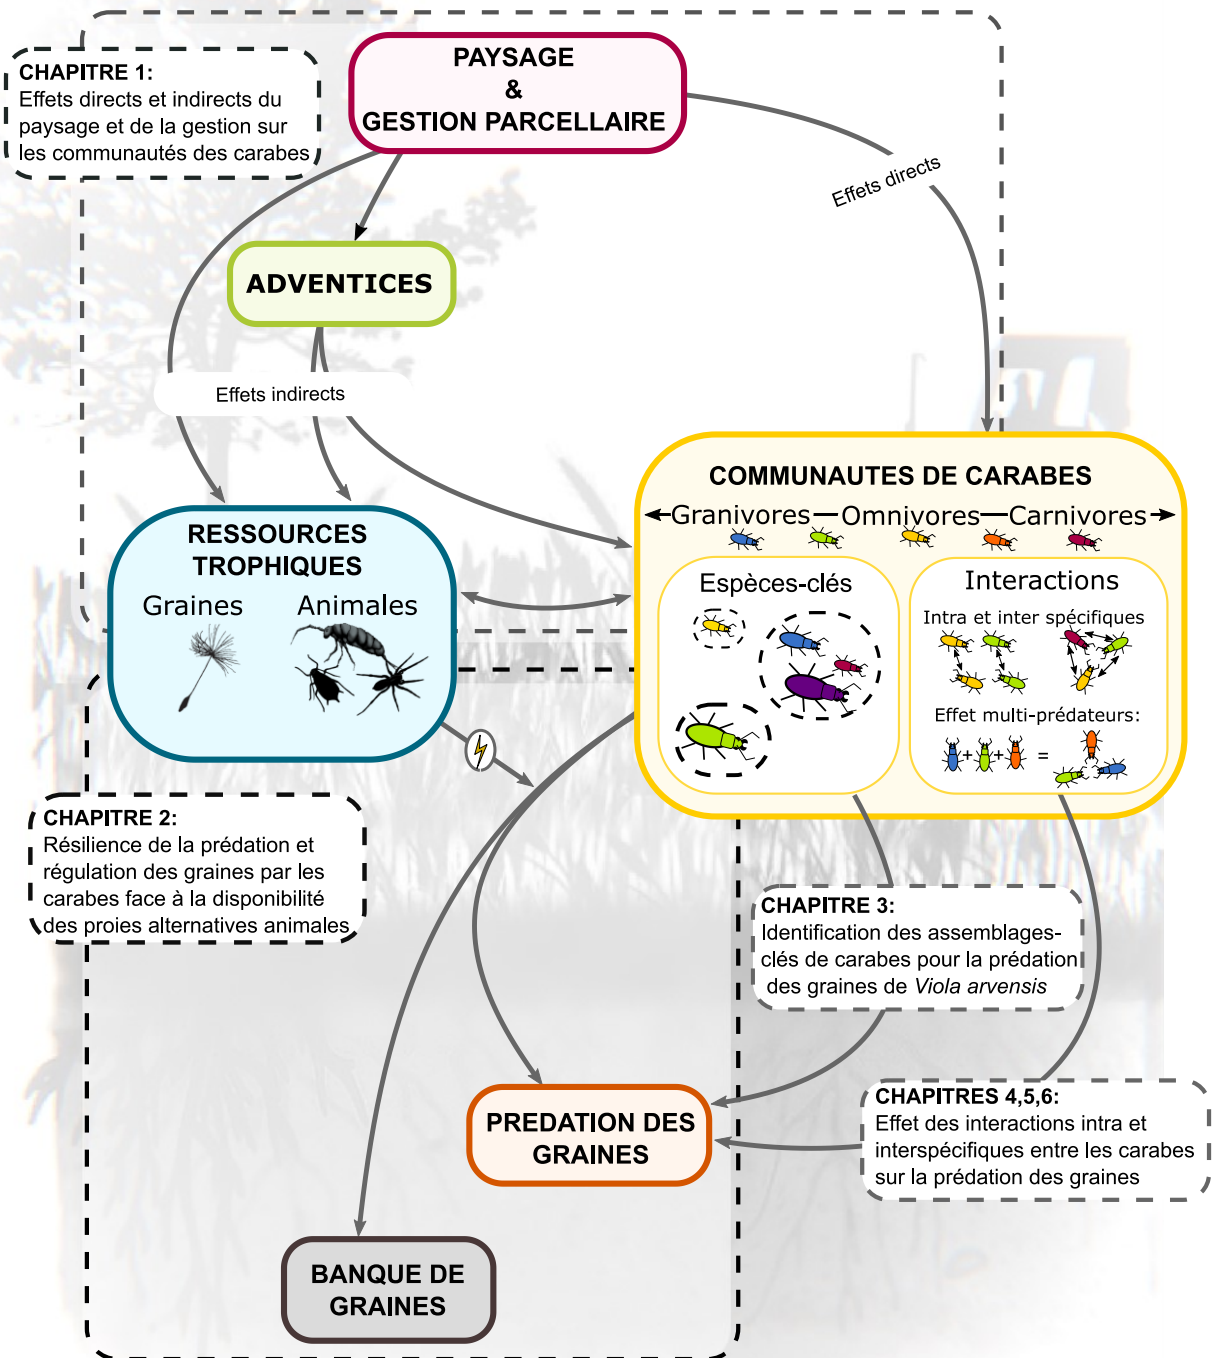 PAYSAGE
&
GESTION PARCELLAIRE
CHAPITRE 1:
Effets directs et indirects du
paysage et de la gestion sur
les communautés des carabes
Effets directs
ADVENTICES
Effets indirects
RESSOURCES
TROPHIQUES
Graines
Animales
COMMUNAUTES DE CARABES
Granivores
Omnivores
Carnivores
Espèces-clés
Interactions
Intra et inter spécifiques
Effet multi-prédateurs:
+ + =
CHAPITRE 2:
Résilience de la prédation et
régulation des graines par les
carabes face à la disponibilité
des proies alternatives animales
CHAPITRE 3:
Identification des assemblages-
clés de carabes pour la prédation
des graines de Viola arvensis
CHAPITRES 4,5,6:
Effet des interactions intra et
interspécifiques entre les carabes
sur la prédation des graines
PREDATION DES
GRAINES
BANQUE DE
GRAINES